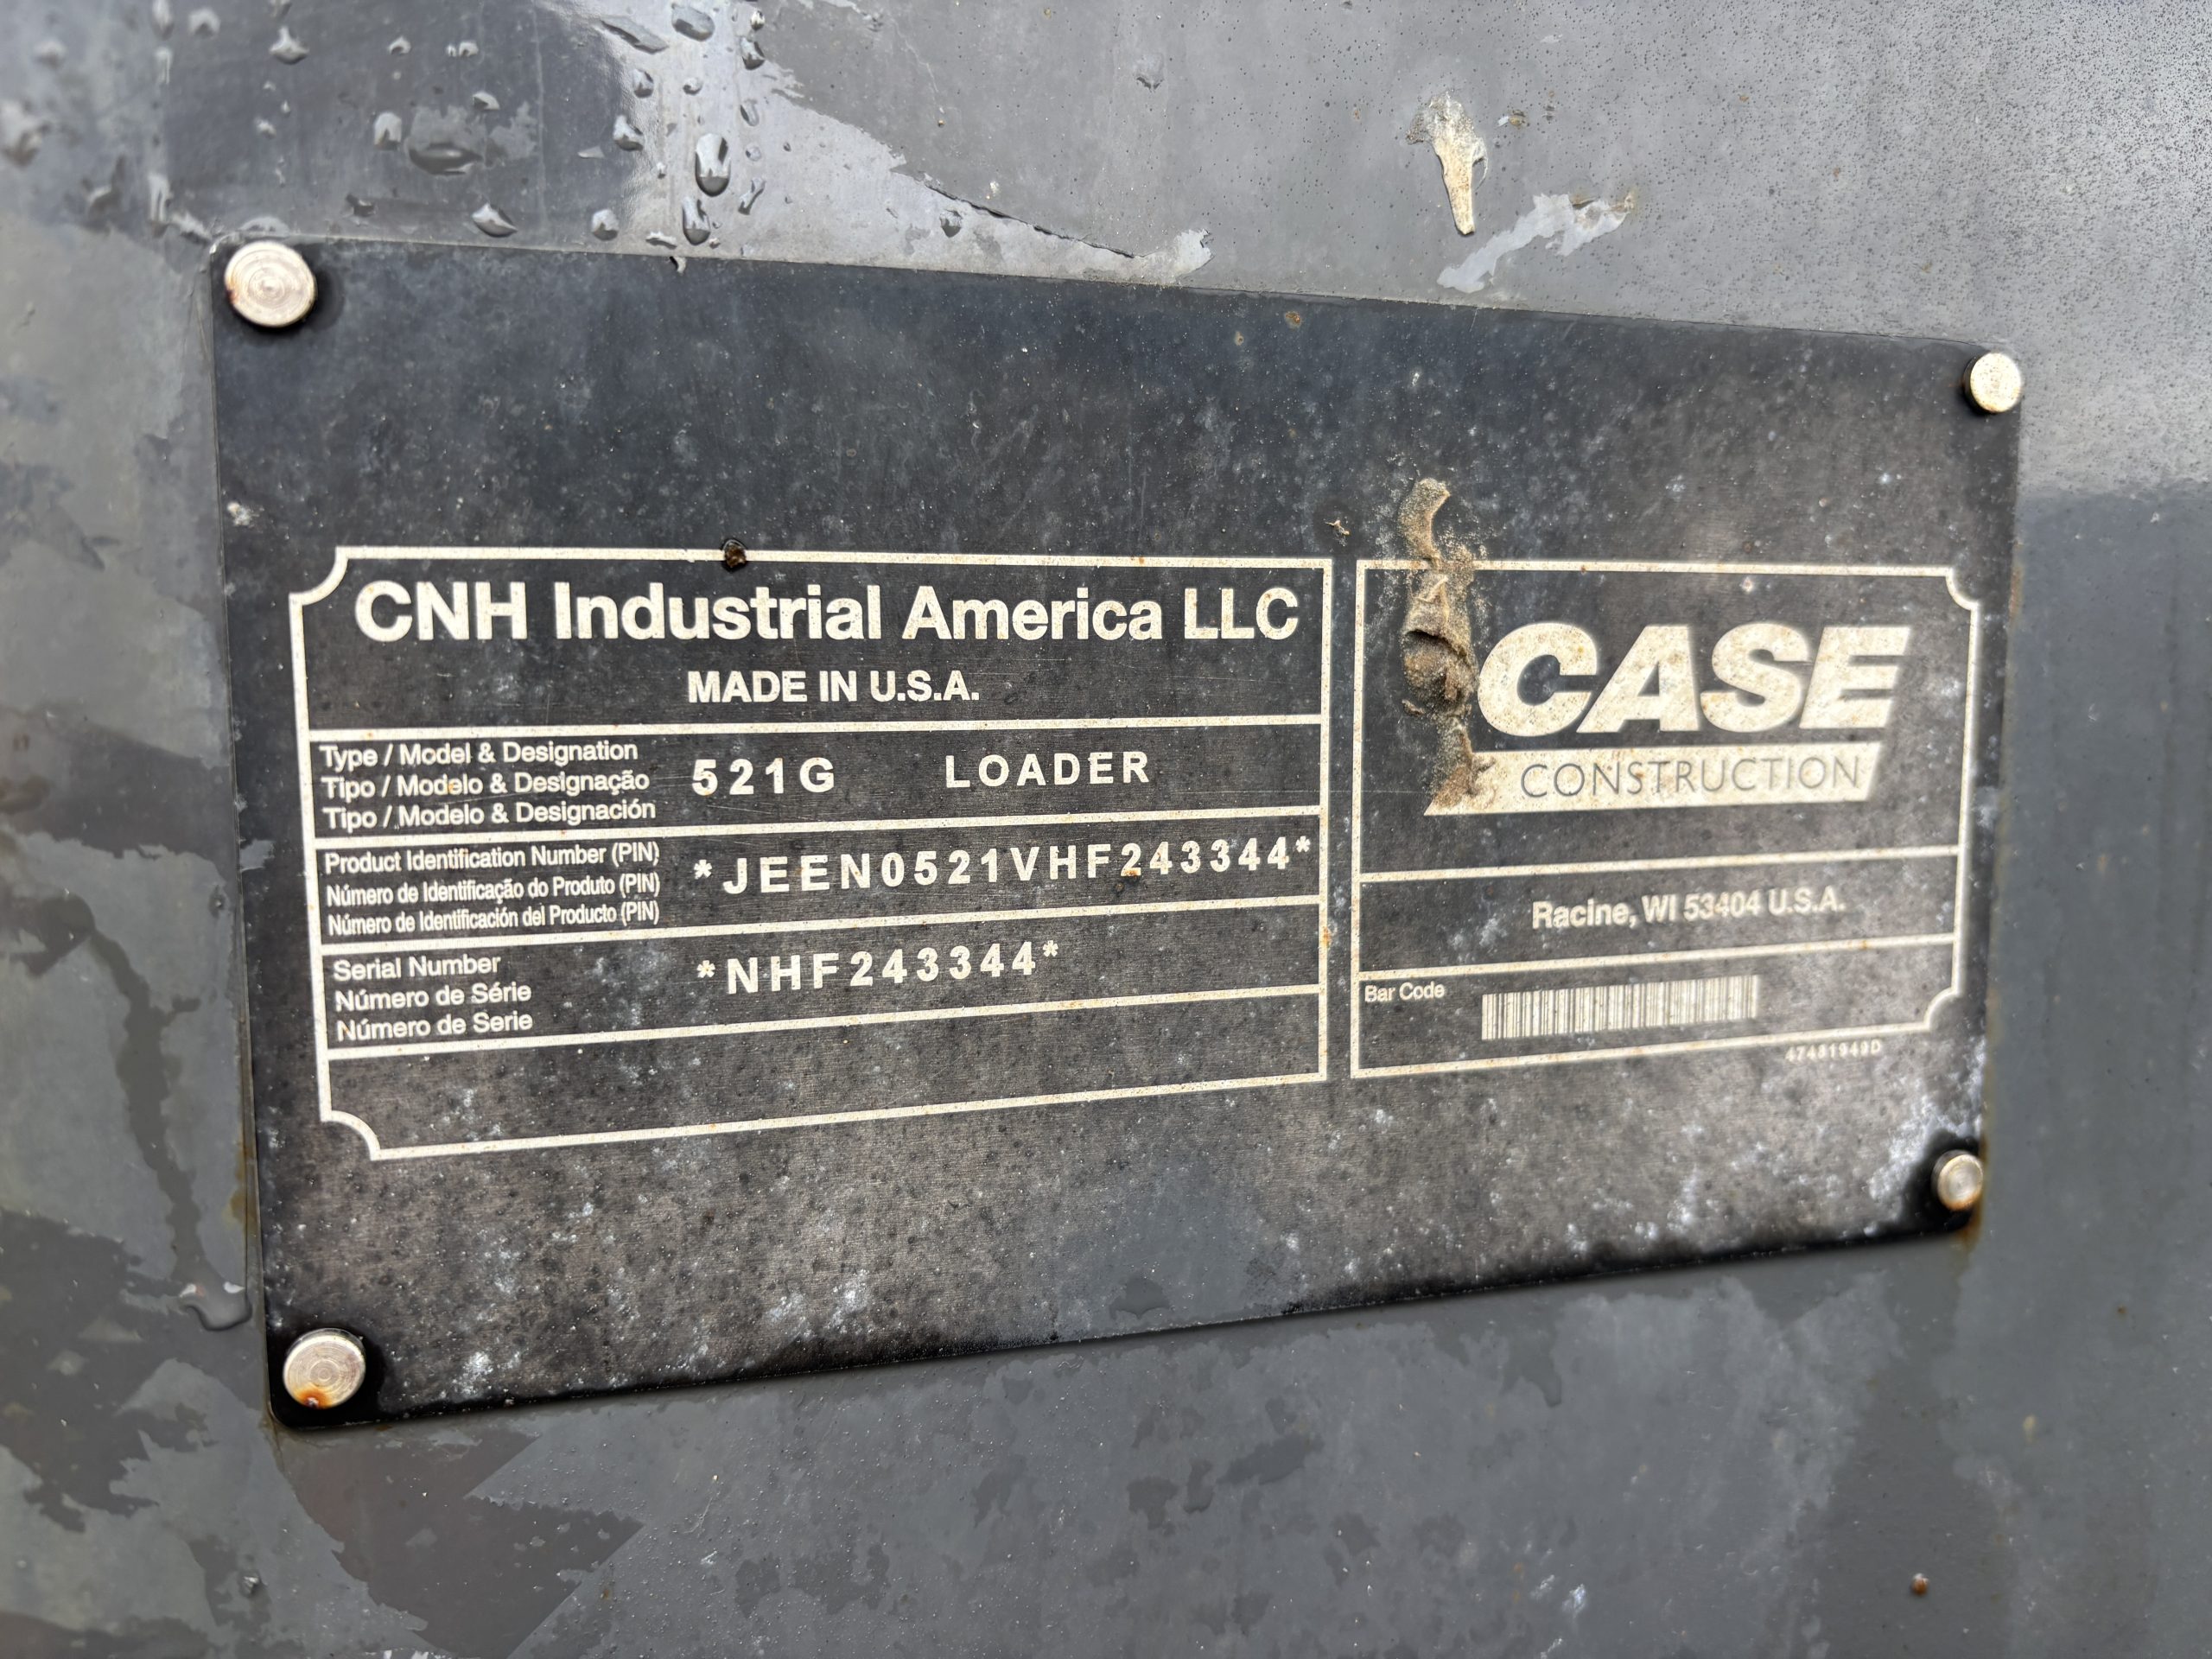 CNH Industrial America LLC
MADE IN U.S.A.
Type / Model & Designation
Tipo / Modelo & Designação
Tipo / Modelo & Designación
521G LOADER
Product Identification Number (PIN)
Número de Identificação do Produto (PIN)
Número de Identificación del Producto (PIN)
*JEEN0521VHF243344*
Serial Number
Número de Série
Número de Serie
*NHF243344*
CASE
CONSTRUCTION
Racine, WI 53404 U.S.A.
Bar Code
47481949D